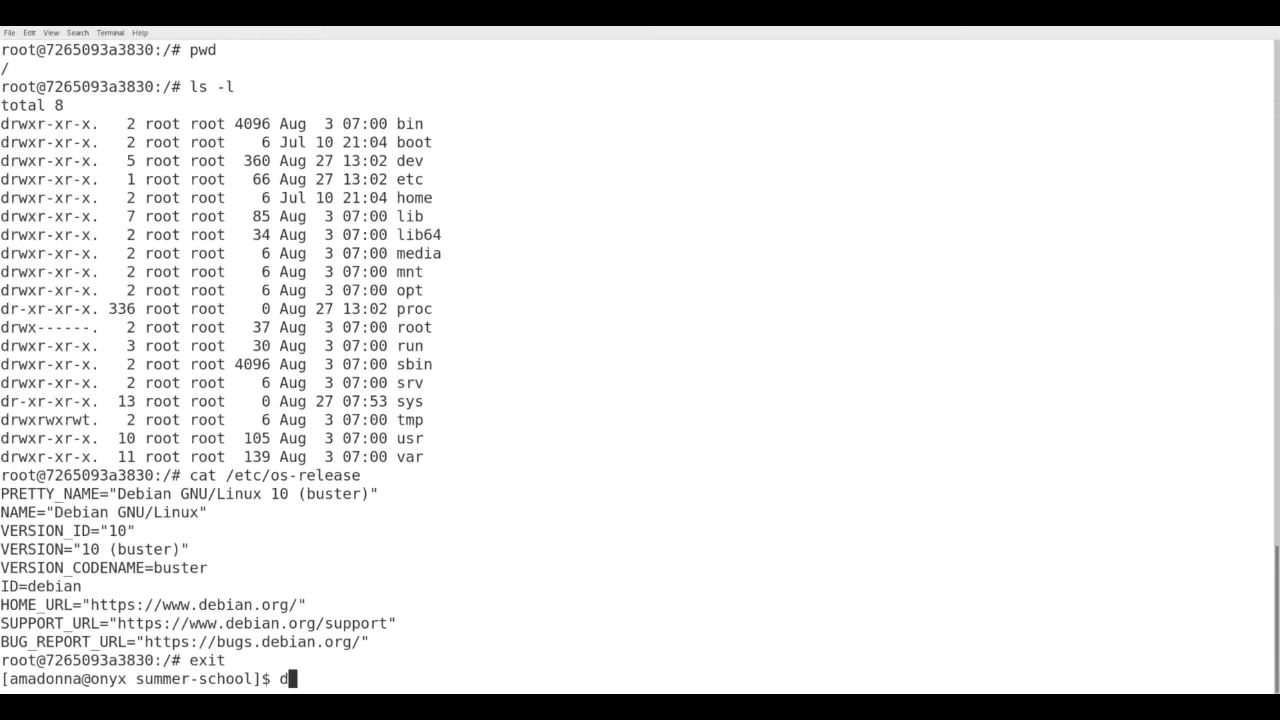 File Edit View Search Terminal Help
root@7265093a3830:/# pwd
/
root@7265093a3830:/# ls -l
total 8
drwxr-xr-x.   2 root root 4096 Aug  3 07:00 bin
drwxr-xr-x.   2 root root    6 Jul 10 21:04 boot
drwxr-xr-x.   5 root root  360 Aug 27 13:02 dev
drwxr-xr-x.   1 root root   66 Aug 27 13:02 etc
drwxr-xr-x.   2 root root    6 Jul 10 21:04 home
drwxr-xr-x.   7 root root   85 Aug  3 07:00 lib
drwxr-xr-x.   2 root root   34 Aug  3 07:00 lib64
drwxr-xr-x.   2 root root    6 Aug  3 07:00 media
drwxr-xr-x.   2 root root    6 Aug  3 07:00 mnt
drwxr-xr-x.   2 root root    6 Aug  3 07:00 opt
dr-xr-xr-x. 336 root root    0 Aug 27 13:02 proc
drwx------.   2 root root   37 Aug  3 07:00 root
drwxr-xr-x.   3 root root   30 Aug  3 07:00 run
drwxr-xr-x.   2 root root 4096 Aug  3 07:00 sbin
drwxr-xr-x.   2 root root    6 Aug  3 07:00 srv
dr-xr-xr-x.  13 root root    0 Aug 27 07:53 sys
drwxrwxrwt.   2 root root    6 Aug  3 07:00 tmp
drwxr-xr-x.  10 root root  105 Aug  3 07:00 usr
drwxr-xr-x.  11 root root  139 Aug  3 07:00 var
root@7265093a3830:/# cat /etc/os-release
PRETTY_NAME="Debian GNU/Linux 10 (buster)"
NAME="Debian GNU/Linux"
VERSION_ID="10"
VERSION="10 (buster)"
VERSION_CODENAME=buster
ID=debian
HOME_URL="https://www.debian.org/"
SUPPORT_URL="https://www.debian.org/support"
BUG_REPORT_URL="https://bugs.debian.org/"
root@7265093a3830:/# exit
[amadonna@onyx summer-school]$ d